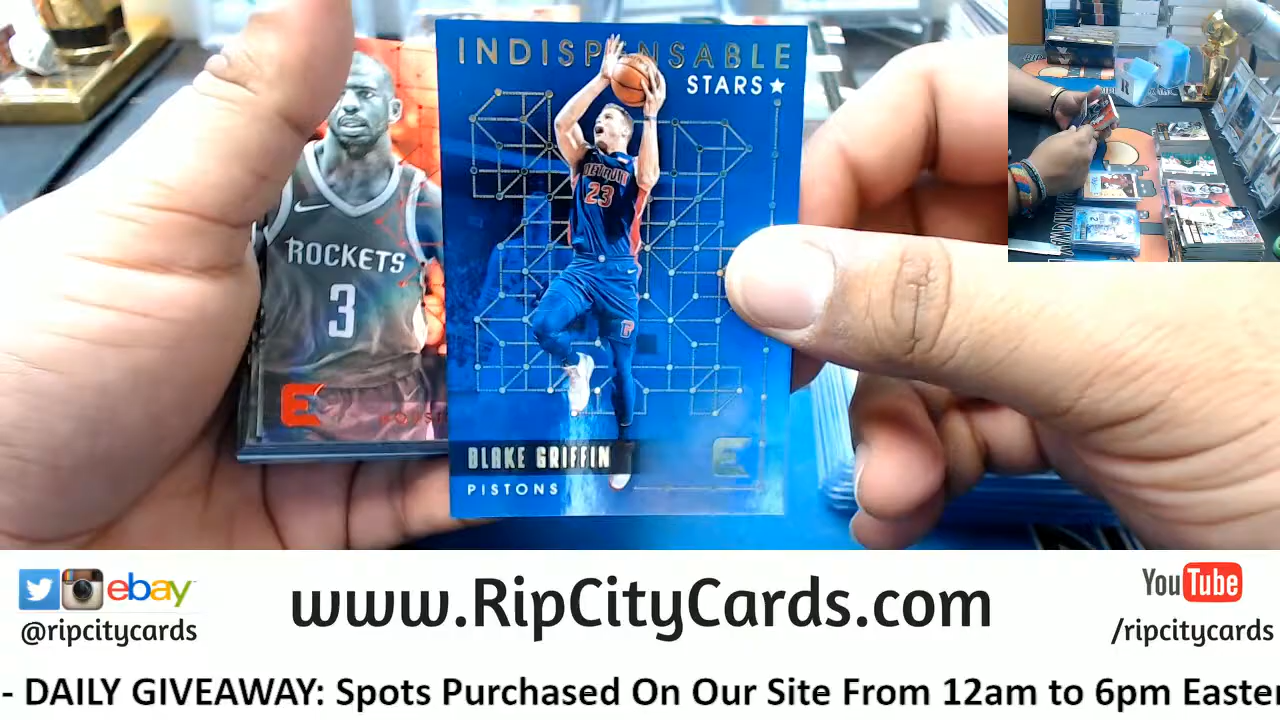 INDISPENSABLE
STARS
DETROIT
23
BLAKE GRIFFIN
PISTONS
ROCKETS
3
ebay
@ripcitycards
www.RipCityCards.com
YouTube
/ripcitycards
- DAILY GIVEAWAY: Spots Purchased On Our Site From 12am to 6pm Easter